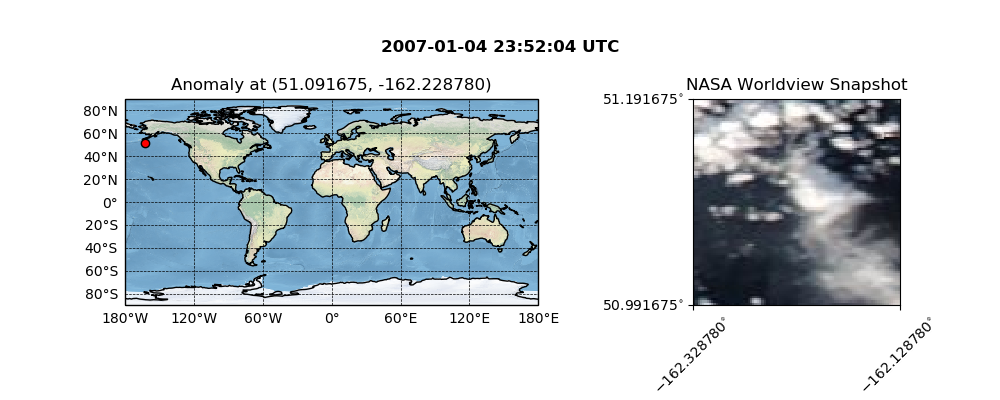 2007-01-04 23:52:04 UTC
Anomaly at (51.091675, -162.228780)
80°N
60°N
40°N
20°N
0°
20°S
40°S
60°S
80°S
180°W 120°W 60°W 0° 60°E 120°E 180°E
NASA Worldview Snapshot
51.191675°
50.991675°
−162.328780°
−162.128780°